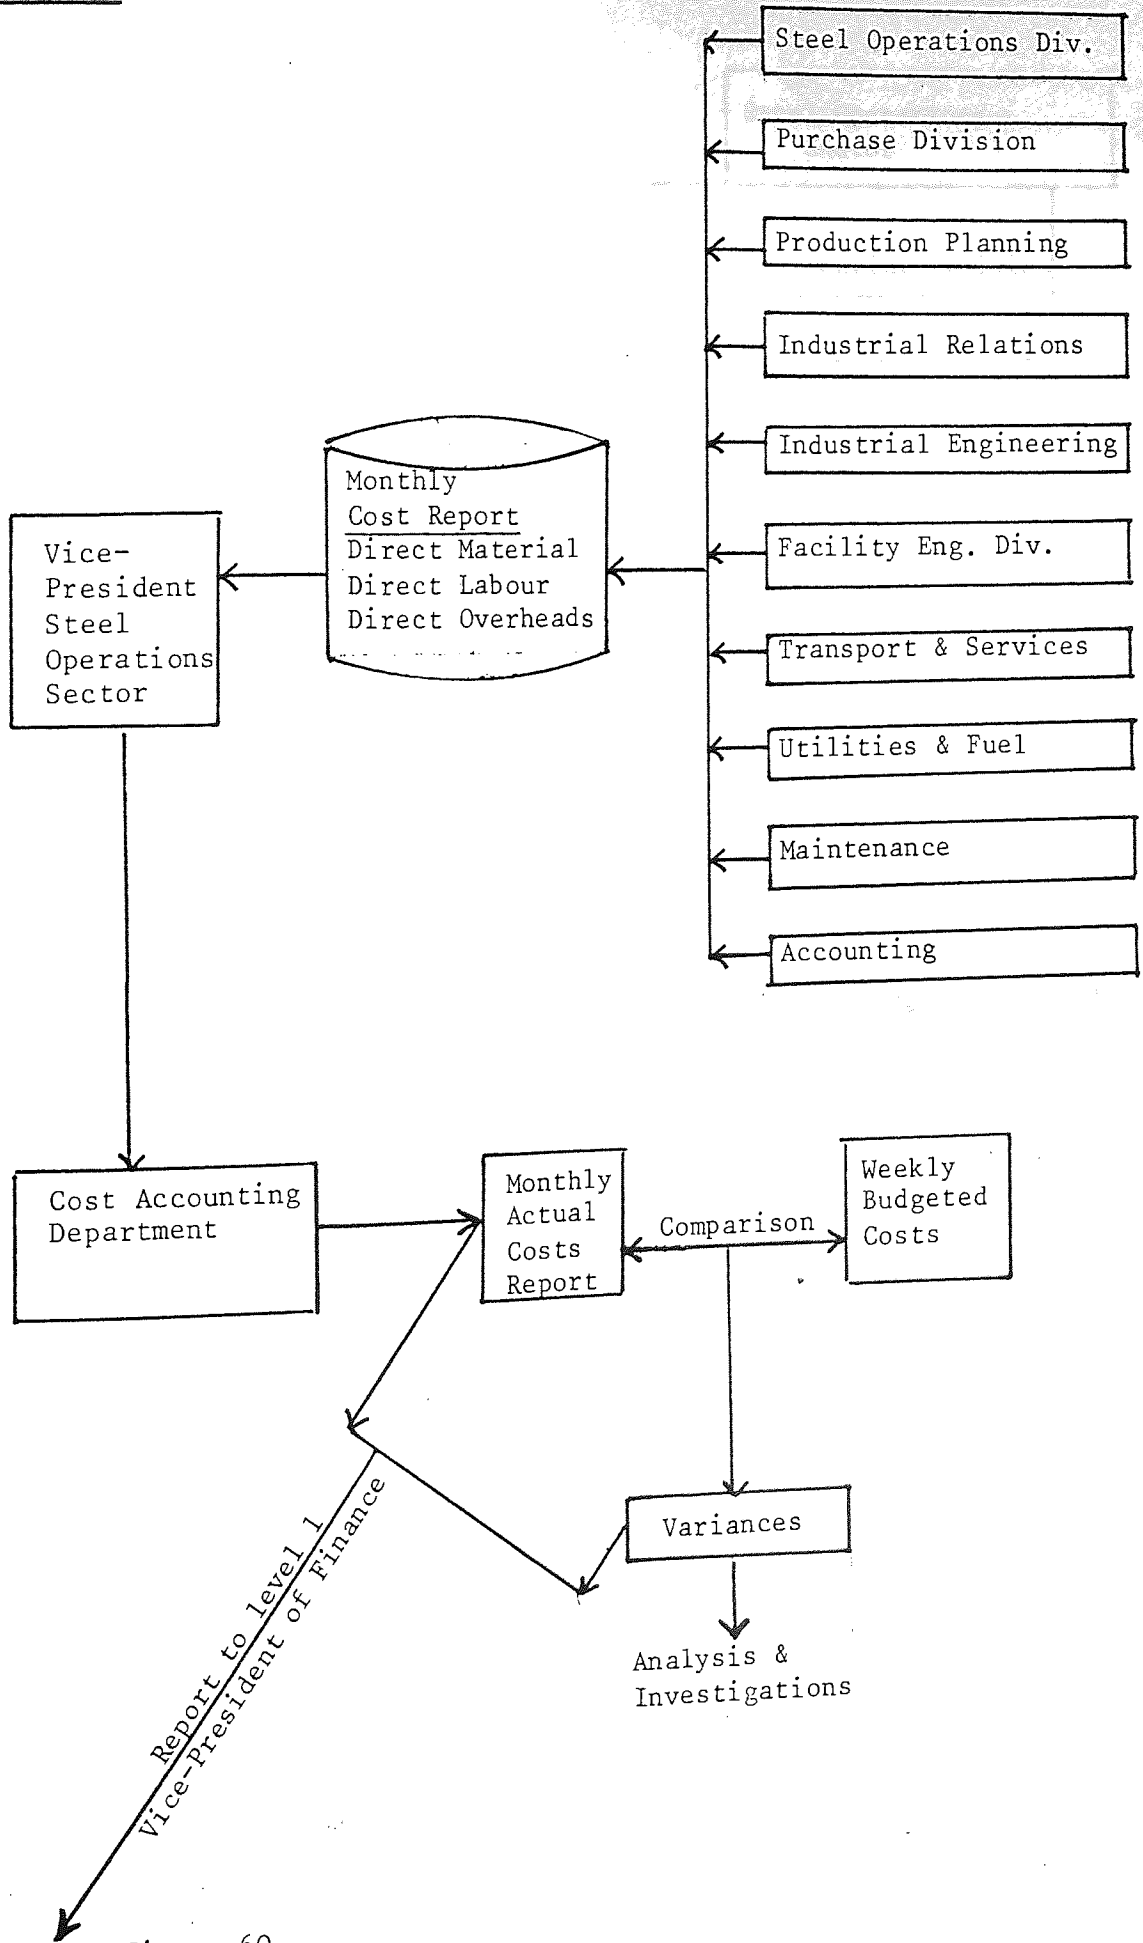 Steel Operations Div.
Purchase Division
Production Planning
Industrial Relations
Industrial Engineering
Facility Eng. Div.
Transport & Services
Utilities & Fuel
Maintenance
Accounting
Monthly
Cost Report
Direct Material
Direct Labour
Direct Overheads
Vice-
President
Steel
Operations
Sector
Cost Accounting
Department
Monthly
Actual
Costs
Report
Comparison
Weekly
Budgeted
Costs
Variances
Analysis &
Investigations
Report to level 1
Vice-President of Finance
60